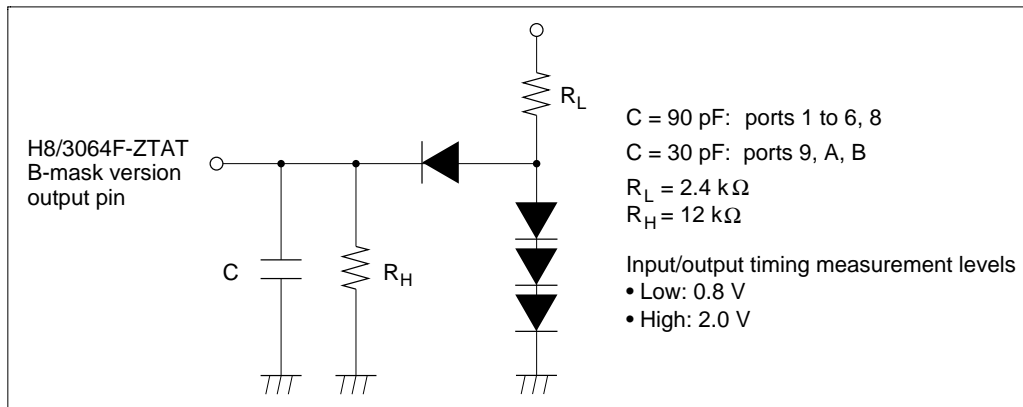 R_L
C = 90 pF: ports 1 to 6, 8
C = 30 pF: ports 9, A, B
R_L = 2.4 kΩ
R_H = 12 kΩ
Input/output timing measurement levels
• Low: 0.8 V
• High: 2.0 V
H8/3064F-ZTAT
B-mask version
output pin
C
R_H